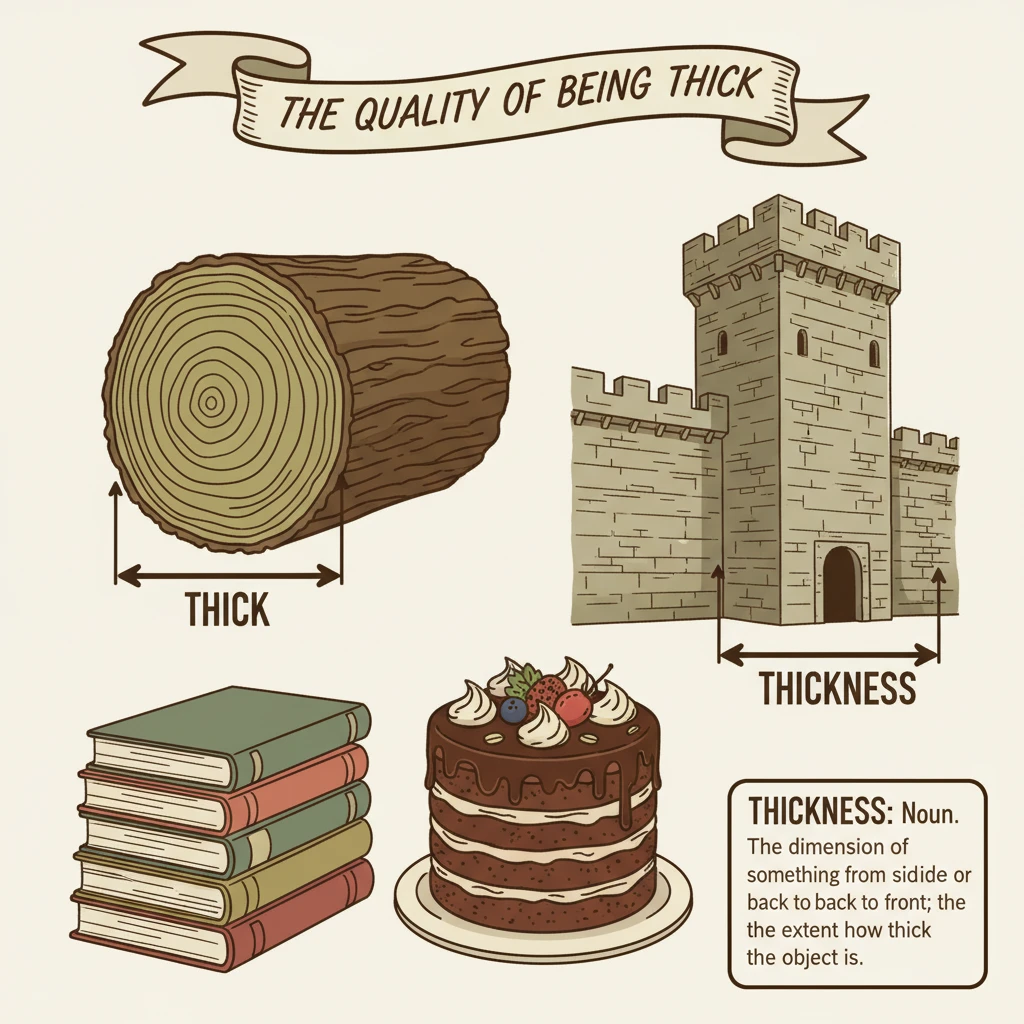 THE QUALITY OF BEING THICK
THICK
THICKNESS
THICKNESS: Noun.
The dimension of
something from sidide or
back to back to front; the
the extent how thick
the object is.